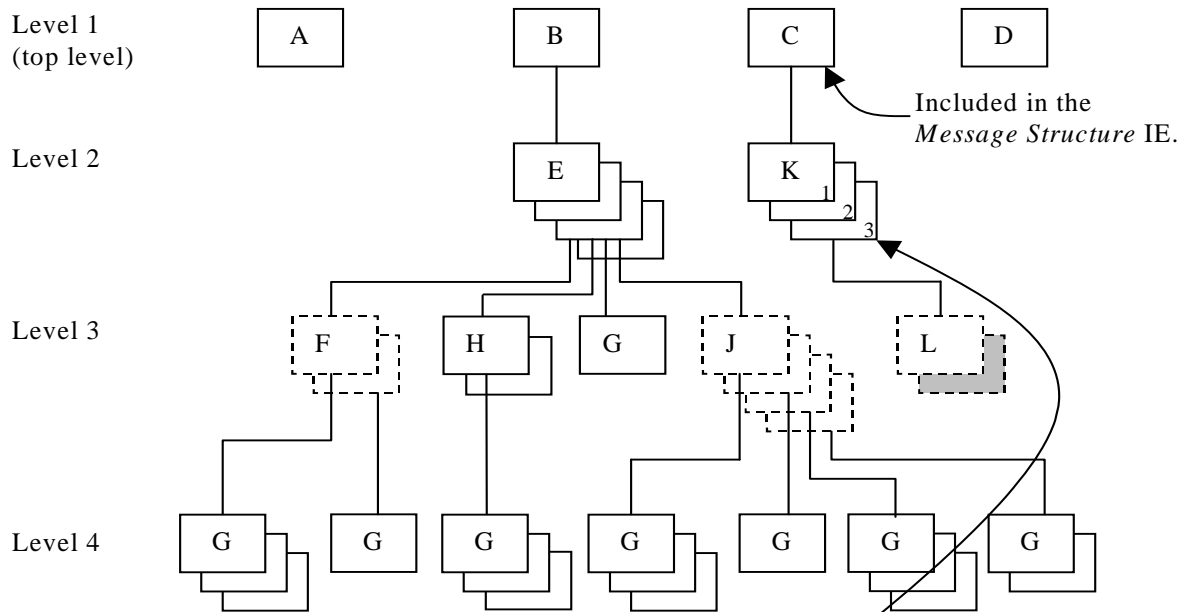 Level 1
(top level)
A
B
C
D
Included in the
Message Structure IE.
Level 2
E
K
1
2
3
Level 3
F
H
G
J
L
Level 4
G
G
G
G
G
G
G